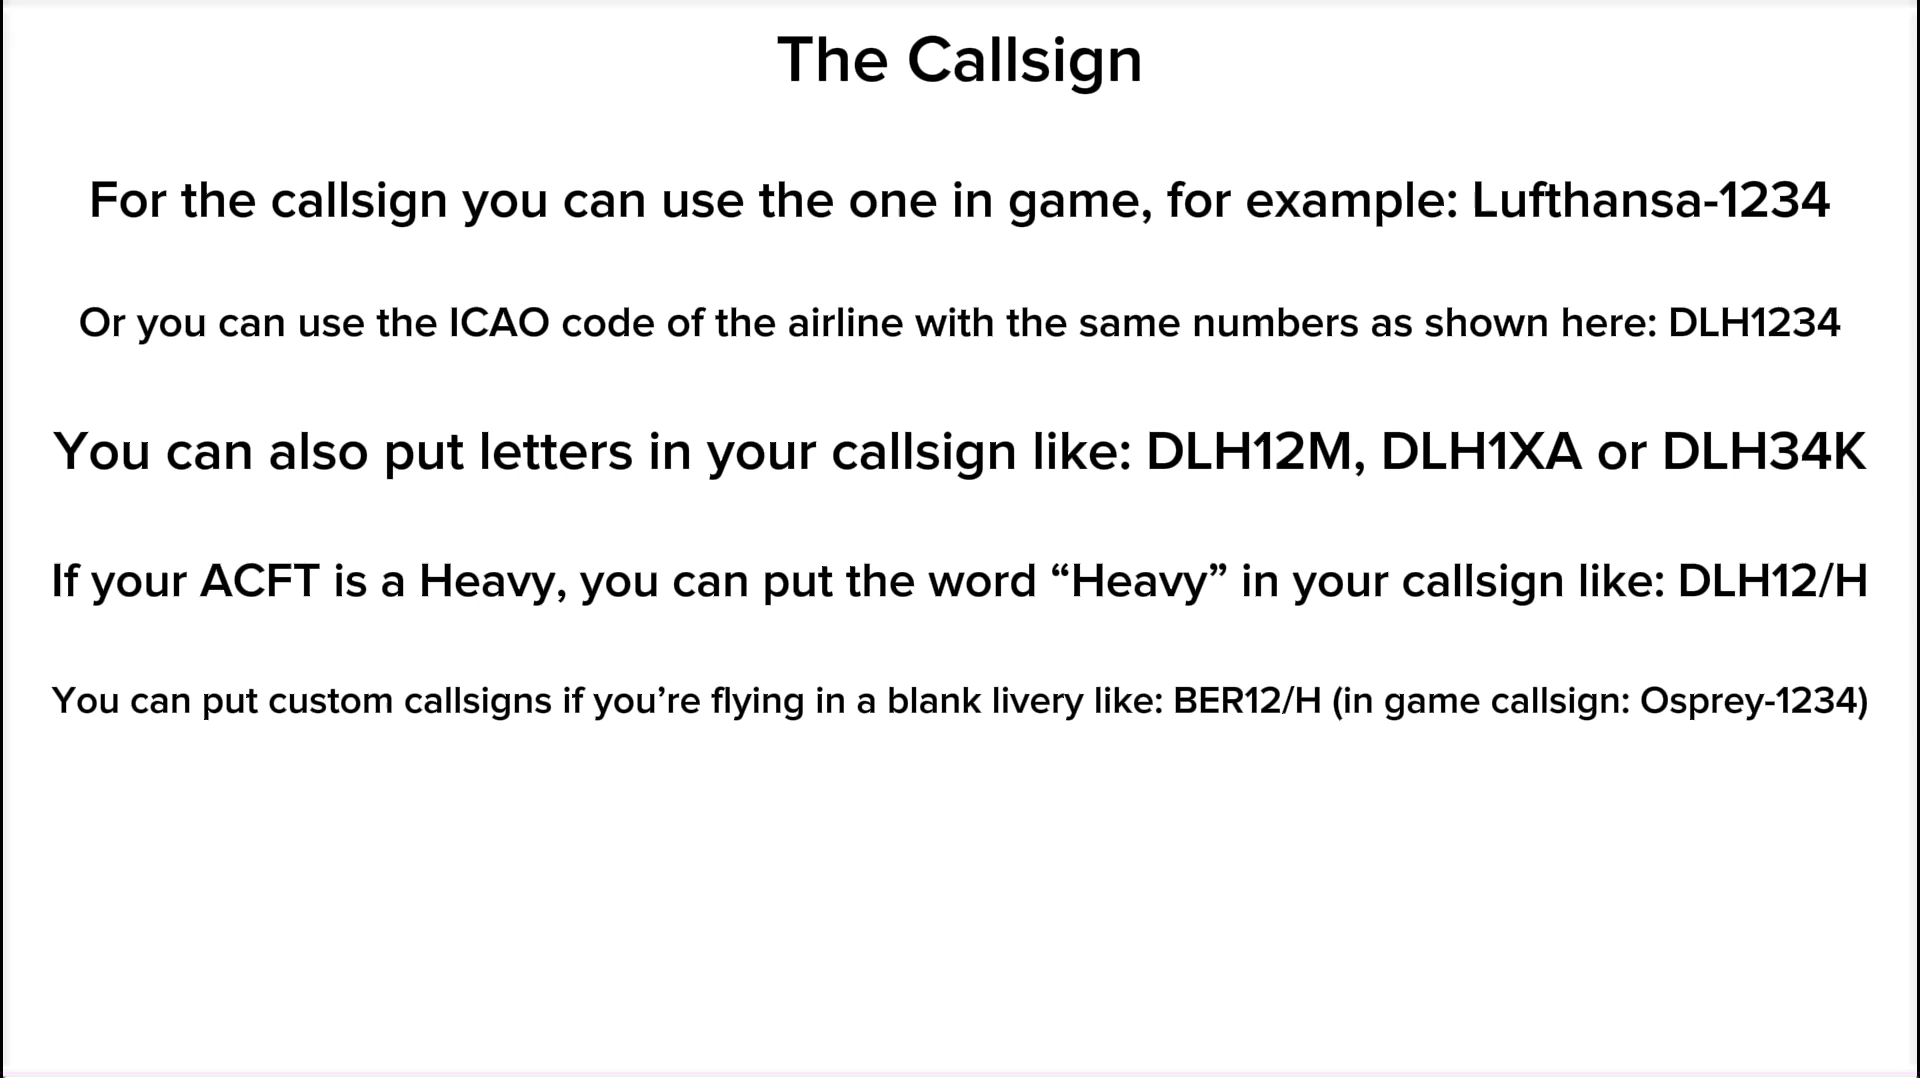 The Callsign
For the callsign you can use the one in game, for example: Lufthansa-1234
Or you can use the ICAO code of the airline with the same numbers as shown here: DLH1234
You can also put letters in your callsign like: DLH12M, DLH1XA or DLH34K
If your ACFT is a Heavy, you can put the word “Heavy” in your callsign like: DLH12/H
You can put custom callsigns if you’re flying in a blank livery like: BER12/H (in game callsign: Osprey-1234)